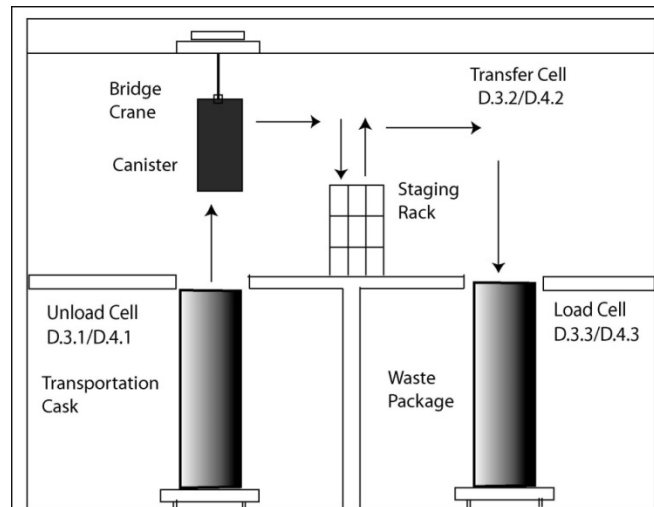 Bridge
Crane
Canister
Transfer Cell
D.3.2/D.4.2
Staging
Rack
Unload Cell
D.3.1/D.4.1
Transportation
Cask
Waste
Package
Load Cell
D.3.3/D.4.3